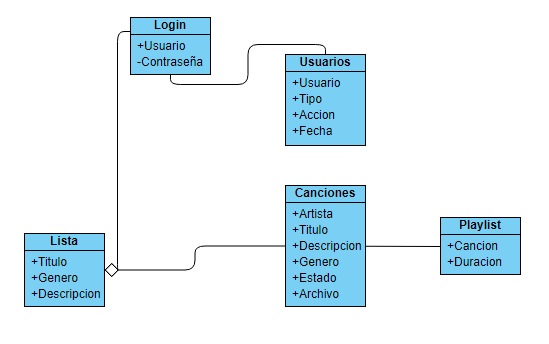 Login
+Usuario
-Contraseña
Usuarios
+Usuario
+Tipo
+Accion
+Fecha
Canciones
+Artista
+Titulo
+Descripcion
+Genero
+Estado
+Archivo
Playlist
+Cancion
+Duracion
Lista
+Titulo
+Genero
+Descripcion